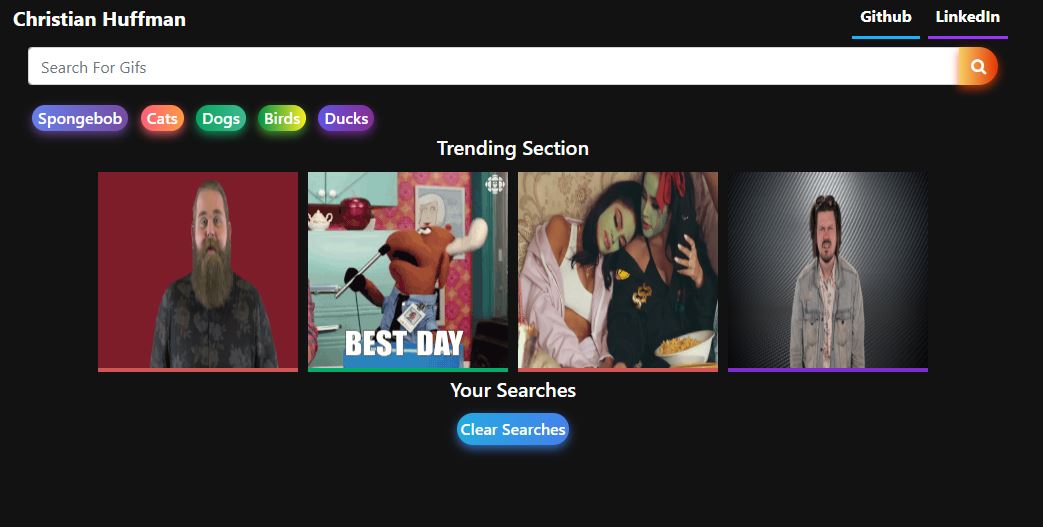 Christian Huffman
Github LinkedIn
Search For Gifs
Spongebob Cats Dogs Birds Ducks
Trending Section
BEST DAY
Your Searches
Clear Searches